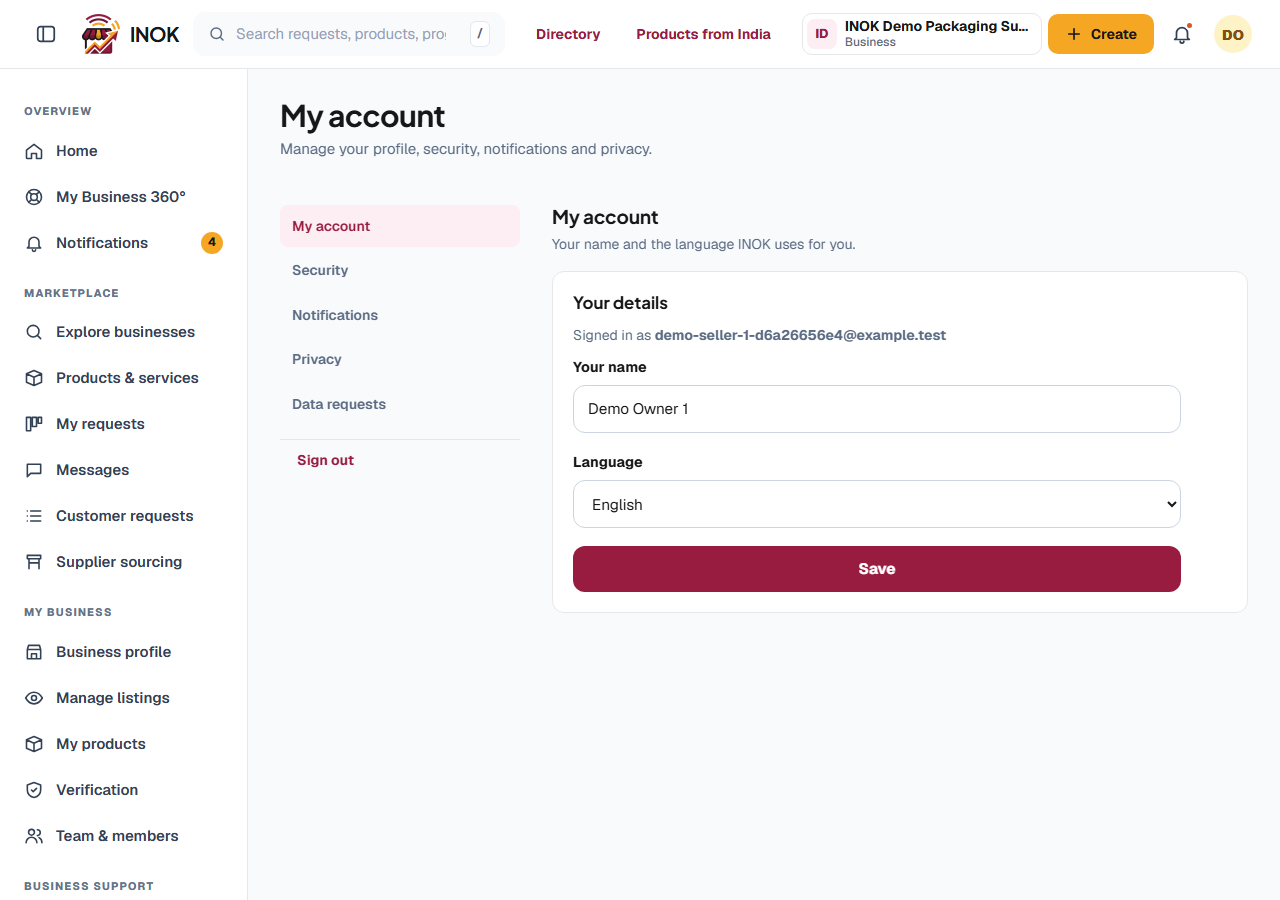 INOK
Search requests, products, pro
/
Directory
Products from India
ID
INOK Demo Packaging Su...
Business
Create
DO
OVERVIEW
Home
My Business 360°
Notifications
4
MARKETPLACE
Explore businesses
Products & services
My requests
Messages
Customer requests
Supplier sourcing
MY BUSINESS
Business profile
Manage listings
My products
Verification
Team & members
BUSINESS SUPPORT
My account
Manage your profile, security, notifications and privacy.
My account
Security
Notifications
Privacy
Data requests
Sign out
My account
Your name and the language INOK uses for you.
Your details
Signed in as demo-seller-1-d6a26656e4@example.test
Your name
Demo Owner 1
Language
English
Save